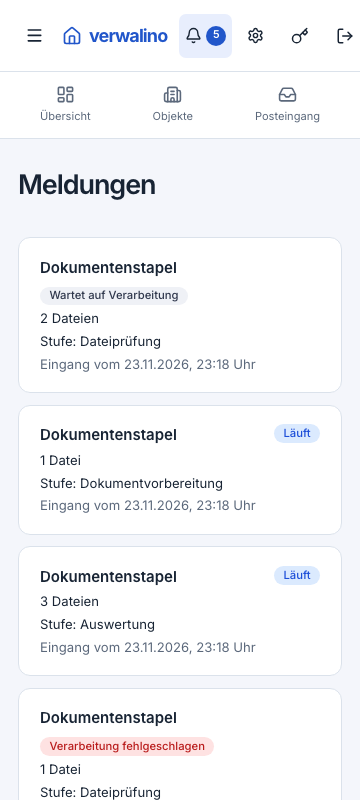 verwalino
5
Übersicht
Objekte
Posteingang
Meldungen
Dokumentenstapel
Wartet auf Verarbeitung
2 Dateien
Stufe: Dateiprüfung
Eingang vom 23.11.2026, 23:18 Uhr
Dokumentenstapel
Läuft
1 Datei
Stufe: Dokumentvorbereitung
Eingang vom 23.11.2026, 23:18 Uhr
Dokumentenstapel
Läuft
3 Dateien
Stufe: Auswertung
Eingang vom 23.11.2026, 23:18 Uhr
Dokumentenstapel
Verarbeitung fehlgeschlagen
1 Datei
Stufe: Dateiprüfung